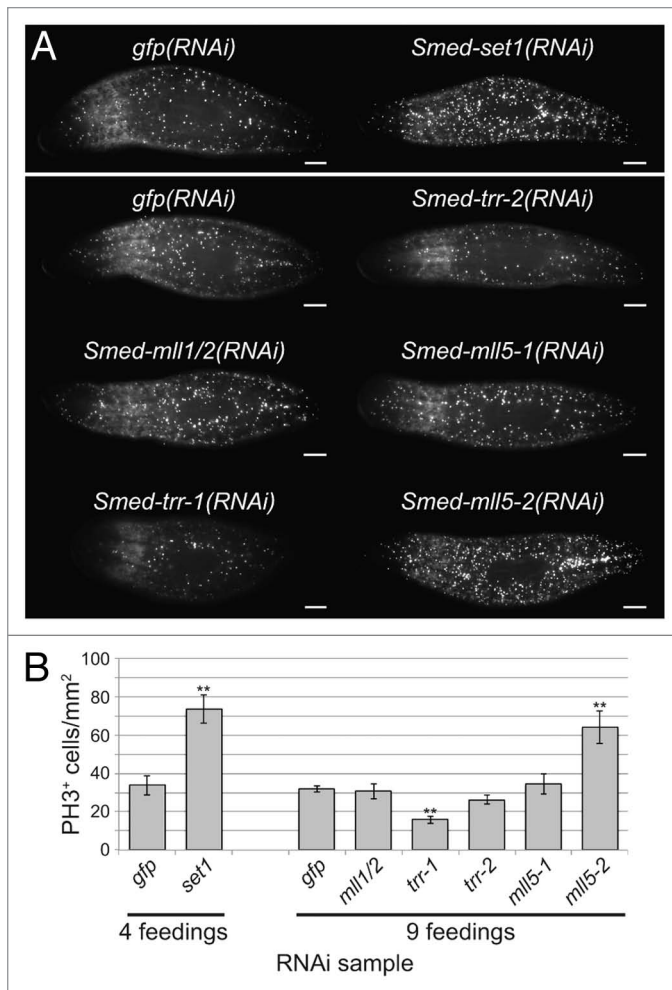 A
gfp(RNAi) Smed-set1(RNAi)
gfp(RNAi) Smed-trr-2(RNAi)
Smed-mll1/2(RNAi) Smed-mll5-1(RNAi)
Smed-trr-1(RNAi) Smed-mll5-2(RNAi)
B
PH3⁺ cells/mm²
100
80
60
40
20
0
** ** **
gfp set1 gfp mll1/2 trr-1 trr-2 mll5-1 mll5-2
4 feedings 9 feedings
RNAi sample